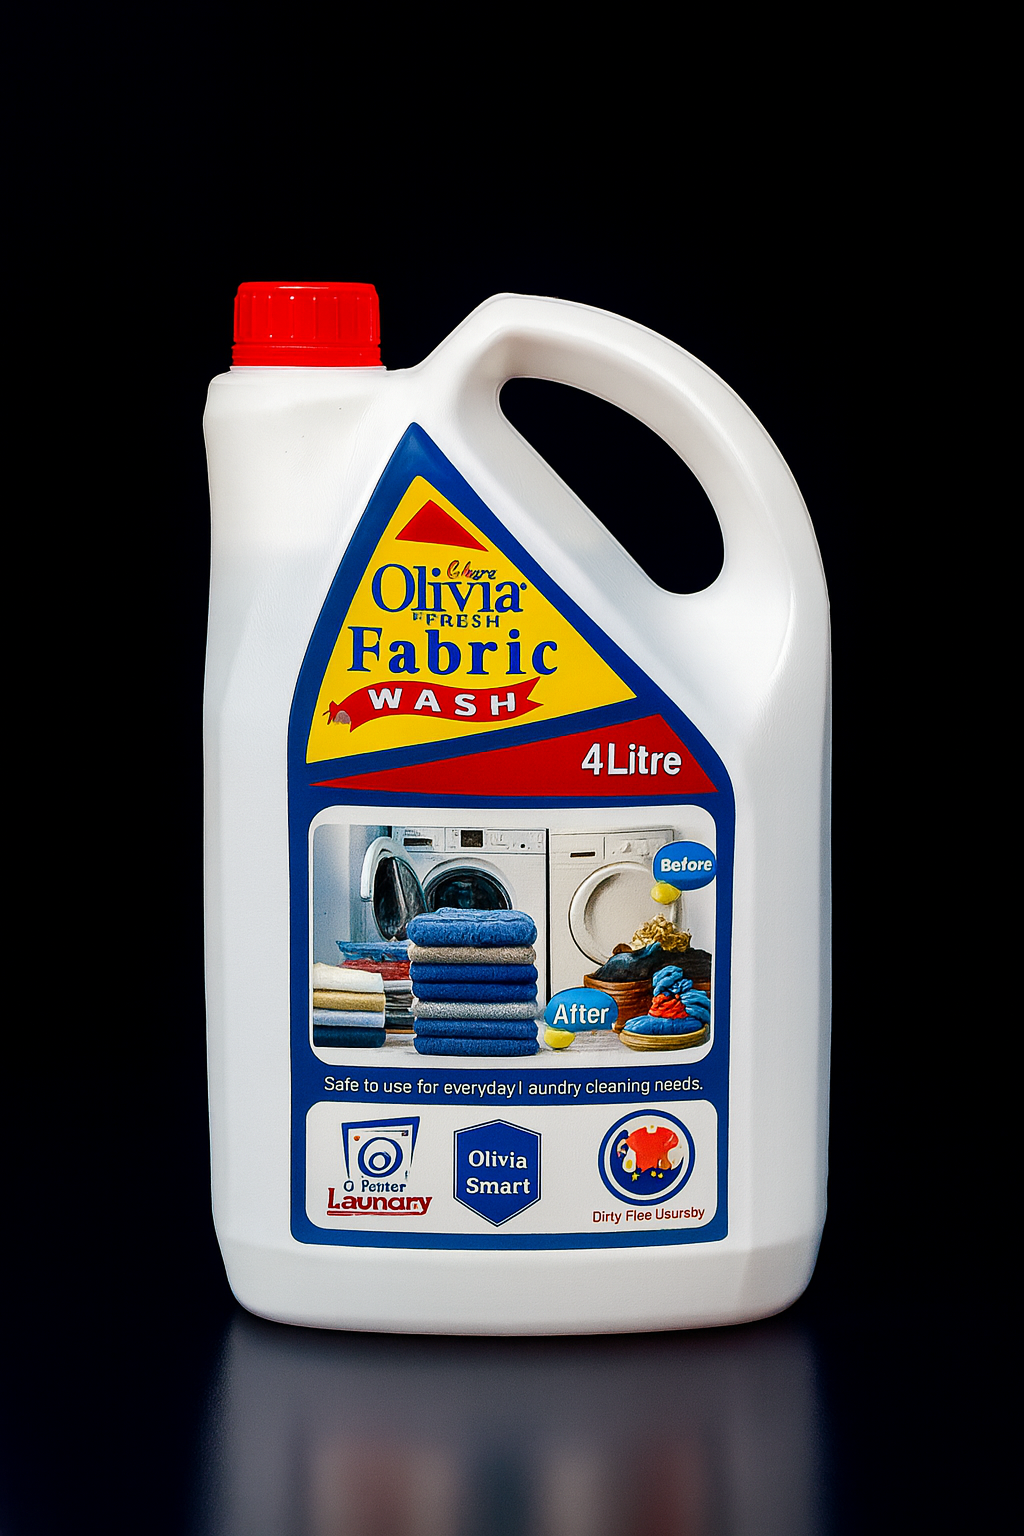 Olivia
FRESH
Fabric
WASH
4Litre
Before
After
Safe to use for everyday l aundry cleaning needs.
O Penter
Launary
Olivia
Smart
Dirty Flee Usursby